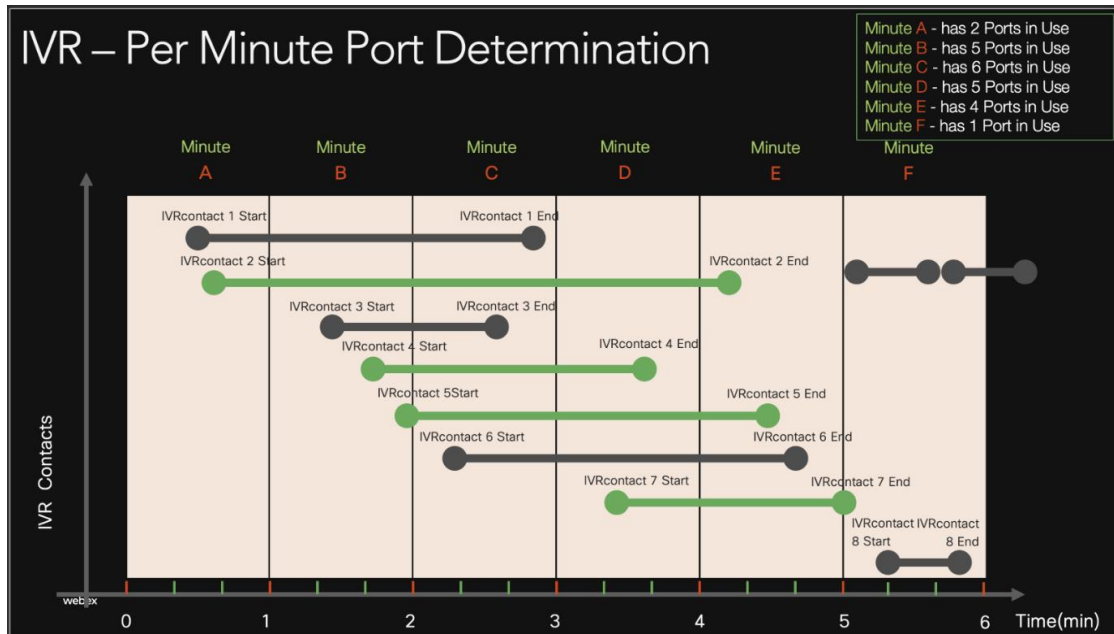 IVR – Per Minute Port Determination
Minute A - has 2 Ports in Use
Minute B - has 5 Ports in Use
Minute C - has 6 Ports in Use
Minute D - has 5 Ports in Use
Minute E - has 4 Ports in Use
Minute F - has 1 Port in Use
Minute Minute Minute Minute Minute Minute
A B C D E F
IVRcontact 1 Start IVRcontact 1 End
IVRcontact 2 Start IVRcontact 2 End
IVRcontact 3 Start IVRcontact 3 End
IVRcontact 4 Start IVRcontact 4 End
IVRcontact 5Start IVRcontact 5 End
IVRcontact 6 Start IVRcontact 6 End
IVRcontact 7 Start IVRcontact 7 End
IVRcontact IVRcontact
8 Start 8 End
IVR Contacts
webex
0 1 2 3 4 5 6 Time(min)